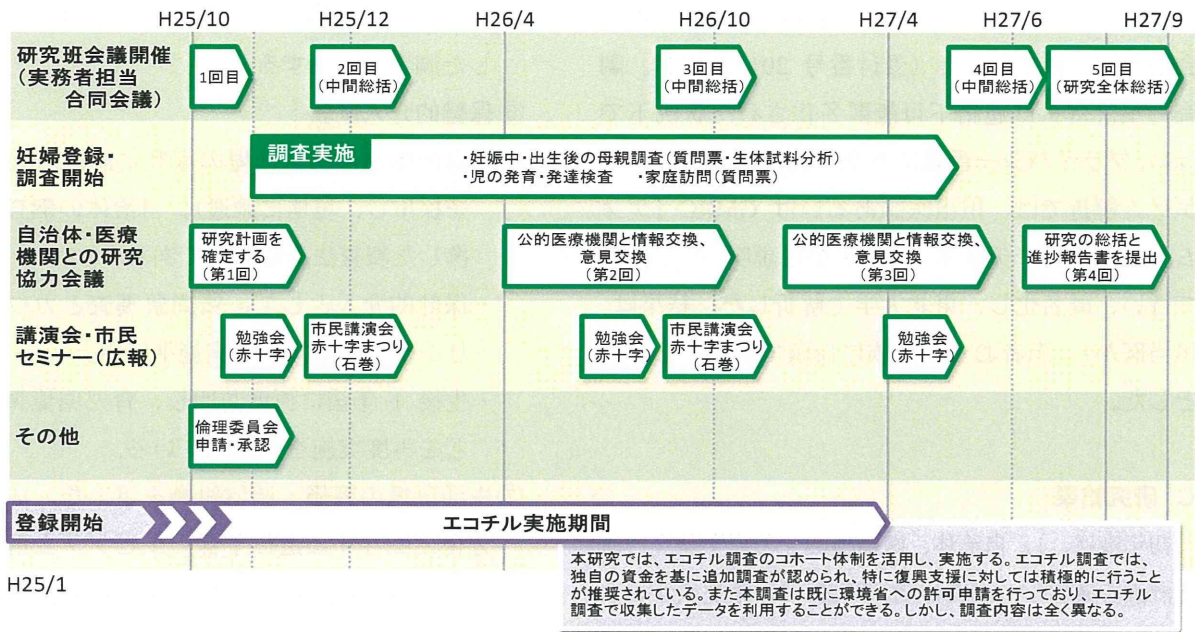 H25/10 H25/12 H26/4 H26/10 H27/4 H27/6 H27/9
研究班会議開催
(実務者担当
合同会議)
1回目
2回目
(中間総括)
3回目
(中間総括)
4回目
(中間総括)
5回目
(研究全体総括)
妊婦登録・
調査開始
調査実施
・妊娠中・出生後の母親調査(質問票・生体試料分析)
・児の発育・発達検査 ・家庭訪問(質問票)
自治体・医療
機関との研究
協力会議
研究計画を
確定する
(第1回)
公的医療機関と情報交換、
意見交換
(第2回)
公的医療機関と情報交換、
意見交換
(第3回)
研究の総括と
進抄報告書を提出
(第4回)
講演会・市民
セミナー(広報)
勉強会
(赤十字)
市民講演会
赤十字まつり
(石巻)
勉強会
(赤十字)
市民講演会
赤十字まつり
(石巻)
勉強会
(赤十字)
その他
倫理委員会
申請・承認
登録開始
エコチル実施期間
H25/1
本研究では、エコチル調査のコホート体制を活用し、実施する。エコチル調査では、
独自の資金を基に追加調査が認められ、特に復興支援に対しては積極的に行うこと
が推奨されている。また本調査は既に環境省への許可申請を行っており、エコチル
調査で収集したデータを利用することができる。しかし、調査内容は全く異なる。